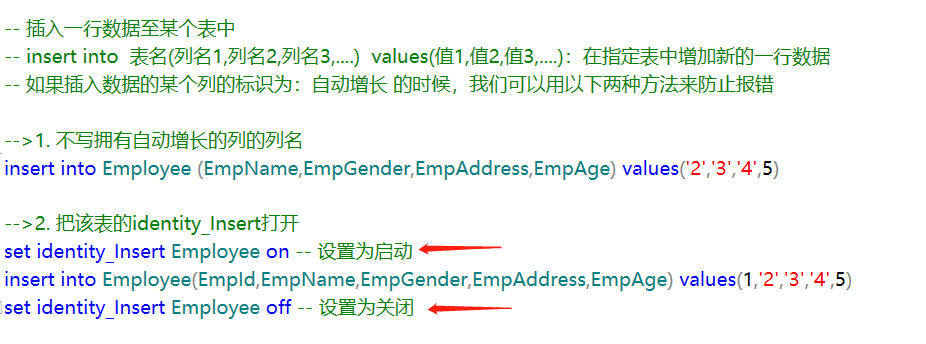 -- 插入一行数据至某个表中
-- insert into  表名(列名1,列名2,列名3,....)  values(值1,值2,值3,....)：在指定表中增加新的一行数据
-- 如果插入数据的某个列的标识为：自动增长 的时候，我们可以用以下两种方法来防止报错
-->1. 不写拥有自动增长的列的列名
insert into Employee (EmpName,EmpGender,EmpAddress,EmpAge) values('2','3','4',5)
-->2. 把该表的identity_Insert打开
set identity_Insert Employee on -- 设置为启动
insert into Employee(EmpId,EmpName,EmpGender,EmpAddress,EmpAge) values(1,'2','3','4',5)
set identity_Insert Employee off -- 设置为关闭